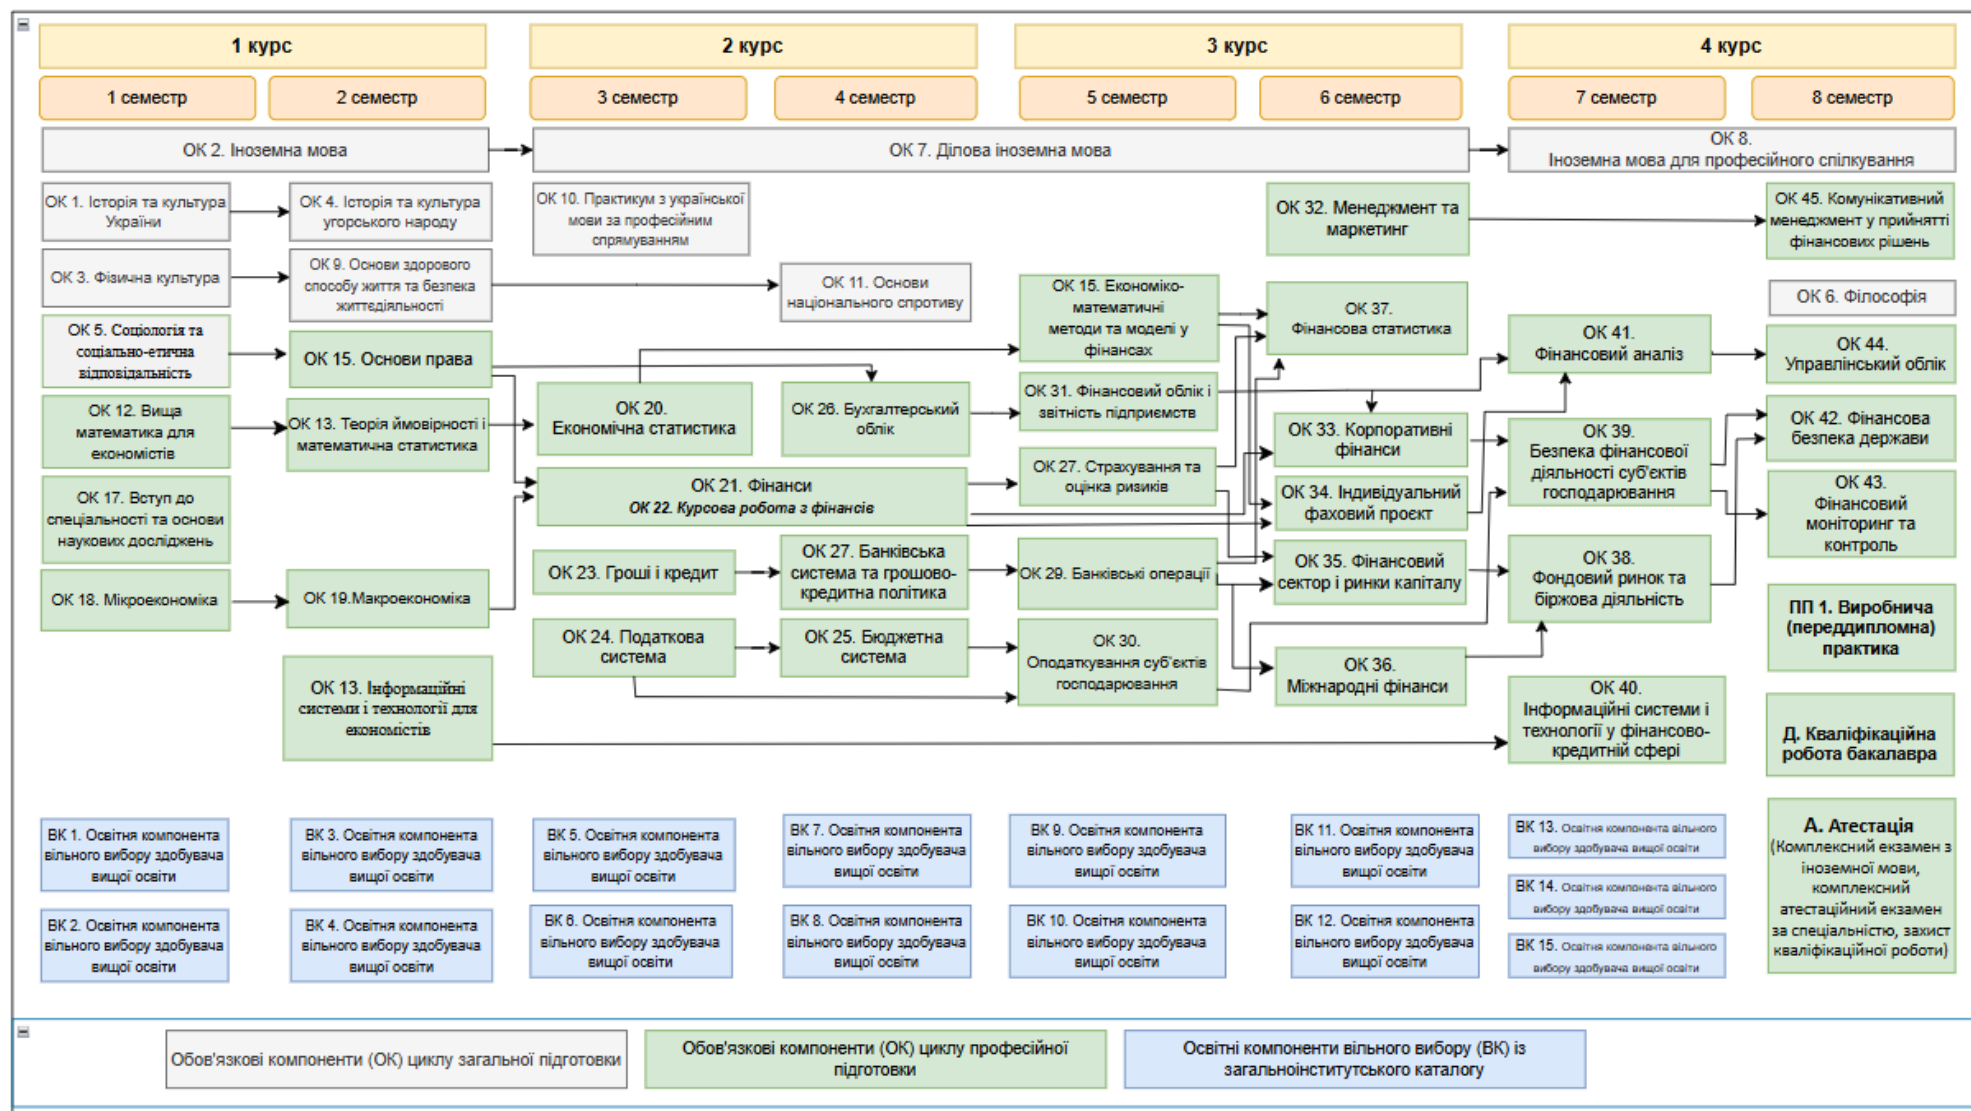 1 курс
2 курс
3 курс
4 курс
1 семестр
2 семестр
3 семестр
4 семестр
5 семестр
6 семестр
7 семестр
8 семестр
ОК 2. Іноземна мова
ОК 7. Ділова іноземна мова
ОК 8.
Іноземна мова для професійного спілкування
ОК 1. Історія та культура
України
ОК 4. Історія та культура
угорського народу
ОК 10. Практикум з української
мови за професійним
спрямуванням
ОК 32. Менеджмент та
маркетинг
ОК 45. Комунікативний
менеджмент у прийнятті
фінансових рішень
ОК 3. Фізична культура
ОК 9. Основи здорового
способу життя та безпека
життєдіяльності
ОК 11. Основи
національного спротиву
ОК 15. Економіко-
математичні
методи та моделі у
фінансах
ОК 37.
Фінансова статистика
ОК 6. Філософія
ОК 5. Соціологія та
соціально-етична
відповідальність
ОК 15. Основи права
ОК 41.
Фінансовий аналіз
ОК 44.
Управлінський облік
ОК 12. Вища
математика для
економістів
ОК 13. Теорія ймовірності і
математична статистика
ОК 20.
Економічна статистика
ОК 26. Бухгалтерський
облік
ОК 31. Фінансовий облік і
звітність підприємств
ОК 33. Корпоративні
фінанси
ОК 39.
Безпека фінансової
діяльності суб'єктів
господарювання
ОК 42. Фінансова
безпека держави
ОК 17. Вступ до
спеціальності та основи
наукових досліджень
ОК 21. Фінанси
ОК 22. Курсова робота з фінансів
ОК 27. Страхування та
оцінка ризиків
ОК 34. Індивідуальний
фаховий проєкт
ОК 43.
Фінансовий
моніторинг та
контроль
ОК 18. Мікроекономіка
ОК 19.Макроекономіка
ОК 23. Гроші і кредит
ОК 27. Банківська
система та грошово-
кредитна політика
ОК 29. Банківські операції
ОК 35. Фінансовий
сектор і ринки капіталу
ОК 38.
Фондовий ринок та
біржова діяльність
ПП 1. Виробнича
(переддипломна)
практика
ОК 24. Податкова
система
ОК 25. Бюджетна
система
ОК 30.
Оподаткування суб'єктів
господарювання
ОК 36.
Міжнародні фінанси
ОК 13. Інформаційні
системи і технології для
економістів
ОК 40.
Інформаційні системи і
технології у фінансово-
кредитній сфері
Д. Кваліфікаційна
робота бакалавра
ВК 1. Освітня компонента
вільного вибору здобувача
вищої освіти
ВК 3. Освітня компонента
вільного вибору здобувача
вищої освіти
ВК 5. Освітня компонента
вільного вибору здобувача
вищої освіти
ВК 7. Освітня компонента
вільного вибору здобувача
вищої освіти
ВК 9. Освітня компонента
вільного вибору здобувача
вищої освіти
ВК 11. Освітня компонента
вільного вибору здобувача
вищої освіти
ВК 13. Освітня компонента вільного
вибору здобувача вищої освіти
ВК 14. Освітня компонента вільного
вибору здобувача вищої освіти
А. Атестація
(Комплексний екзамен з
іноземної мови,
комплексний
атестаційний екзамен
за спеціальністю, захист
кваліфікаційної роботи)
ВК 2. Освітня компонента
вільного вибору здобувача
вищої освіти
ВК 4. Освітня компонента
вільного вибору здобувача
вищої освіти
ВК 6. Освітня компонента
вільного вибору здобувача
вищої освіти
ВК 8. Освітня компонента
вільного вибору здобувача
вищої освіти
ВК 10. Освітня компонента
вільного вибору здобувача
вищої освіти
ВК 12. Освітня компонента
вільного вибору здобувача
вищої освіти
ВК 15. Освітня компонента вільного
вибору здобувача вищої освіти
Обов'язкові компоненти (ОК) циклу загальної підготовки
Обов'язкові компоненти (ОК) циклу професійної
підготовки
Освітні компоненти вільного вибору (ВК) із
загальноінститутського каталогу